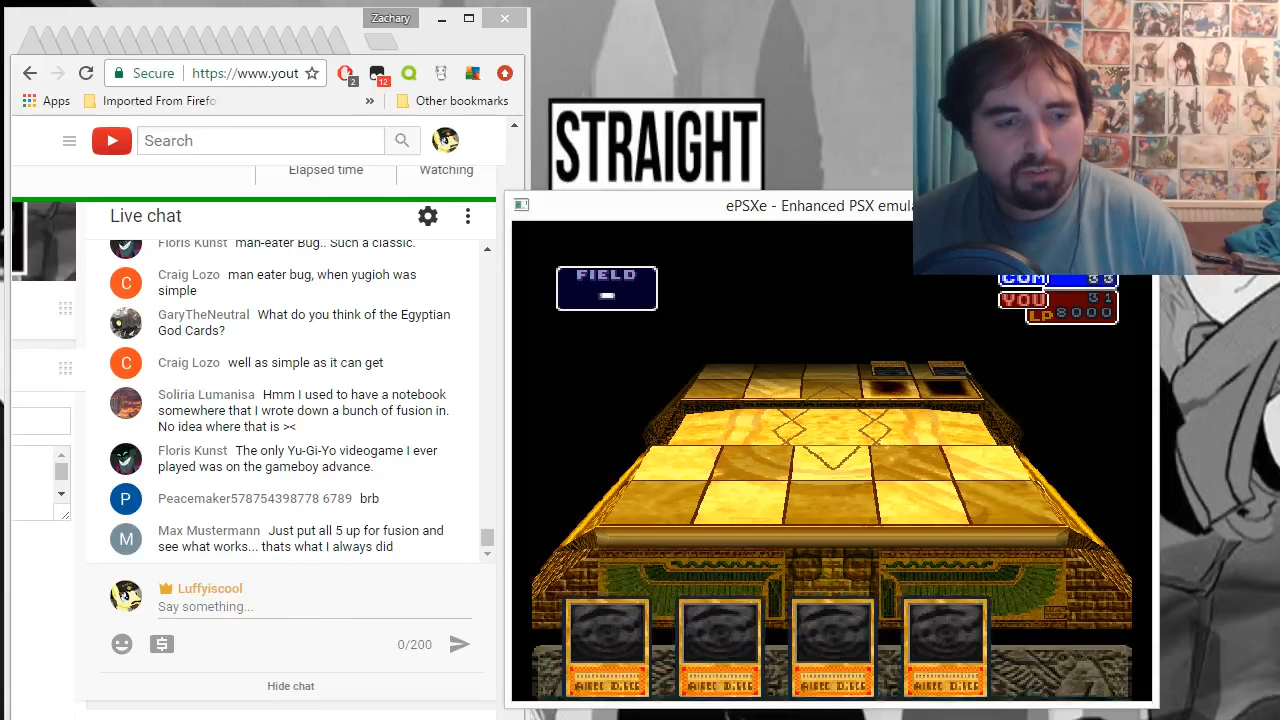 Zachary
Secure
https://www.yout
2
12
Apps
Imported From Firefo
»
Other bookmarks
Search
Elapsed time
Watching
Live chat
Floris Kunst man-eater Bug.. Such a classic.
C
Craig Lozo man eater bug, when yugioh was
simple
GaryTheNeutral What do you think of the Egyptian
God Cards?
C
Craig Lozo well as simple as it can get
Soliria Lumanisa Hmm I used to have a notebook
somewhere that I wrote down a bunch of fusion in.
No idea where that is ><
Floris Kunst The only Yu-Gi-Yo videogame I ever
played was on the gameboy advance.
P
Peacemaker578754398778 6789 brb
M
Max Mustermann Just put all 5 up for fusion and
see what works... thats what I always did
Luffyiscool
Say something...
0/200
Hide chat
STRAIGHT
ePSXe - Enhanced PSX emula
FIELD
COM 33
YOU 31
LP 8000